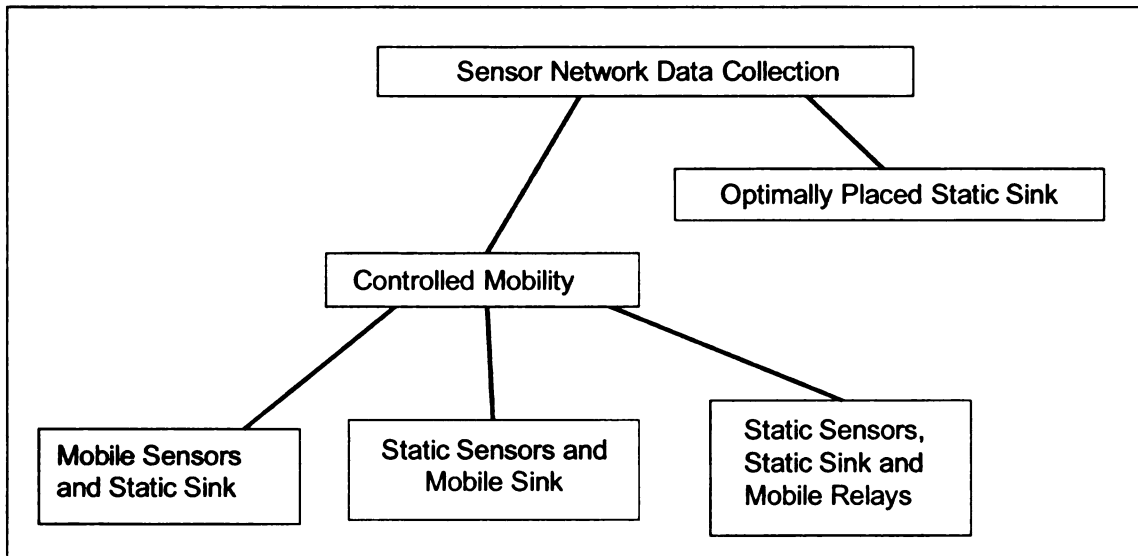 Sensor Network Data Collection
Optimally Placed Static Sink
Controlled Mobility
Mobile Sensors
and Static Sink
Static Sensors and
Mobile Sink
Static Sensors,
Static Sink and
Mobile Relays